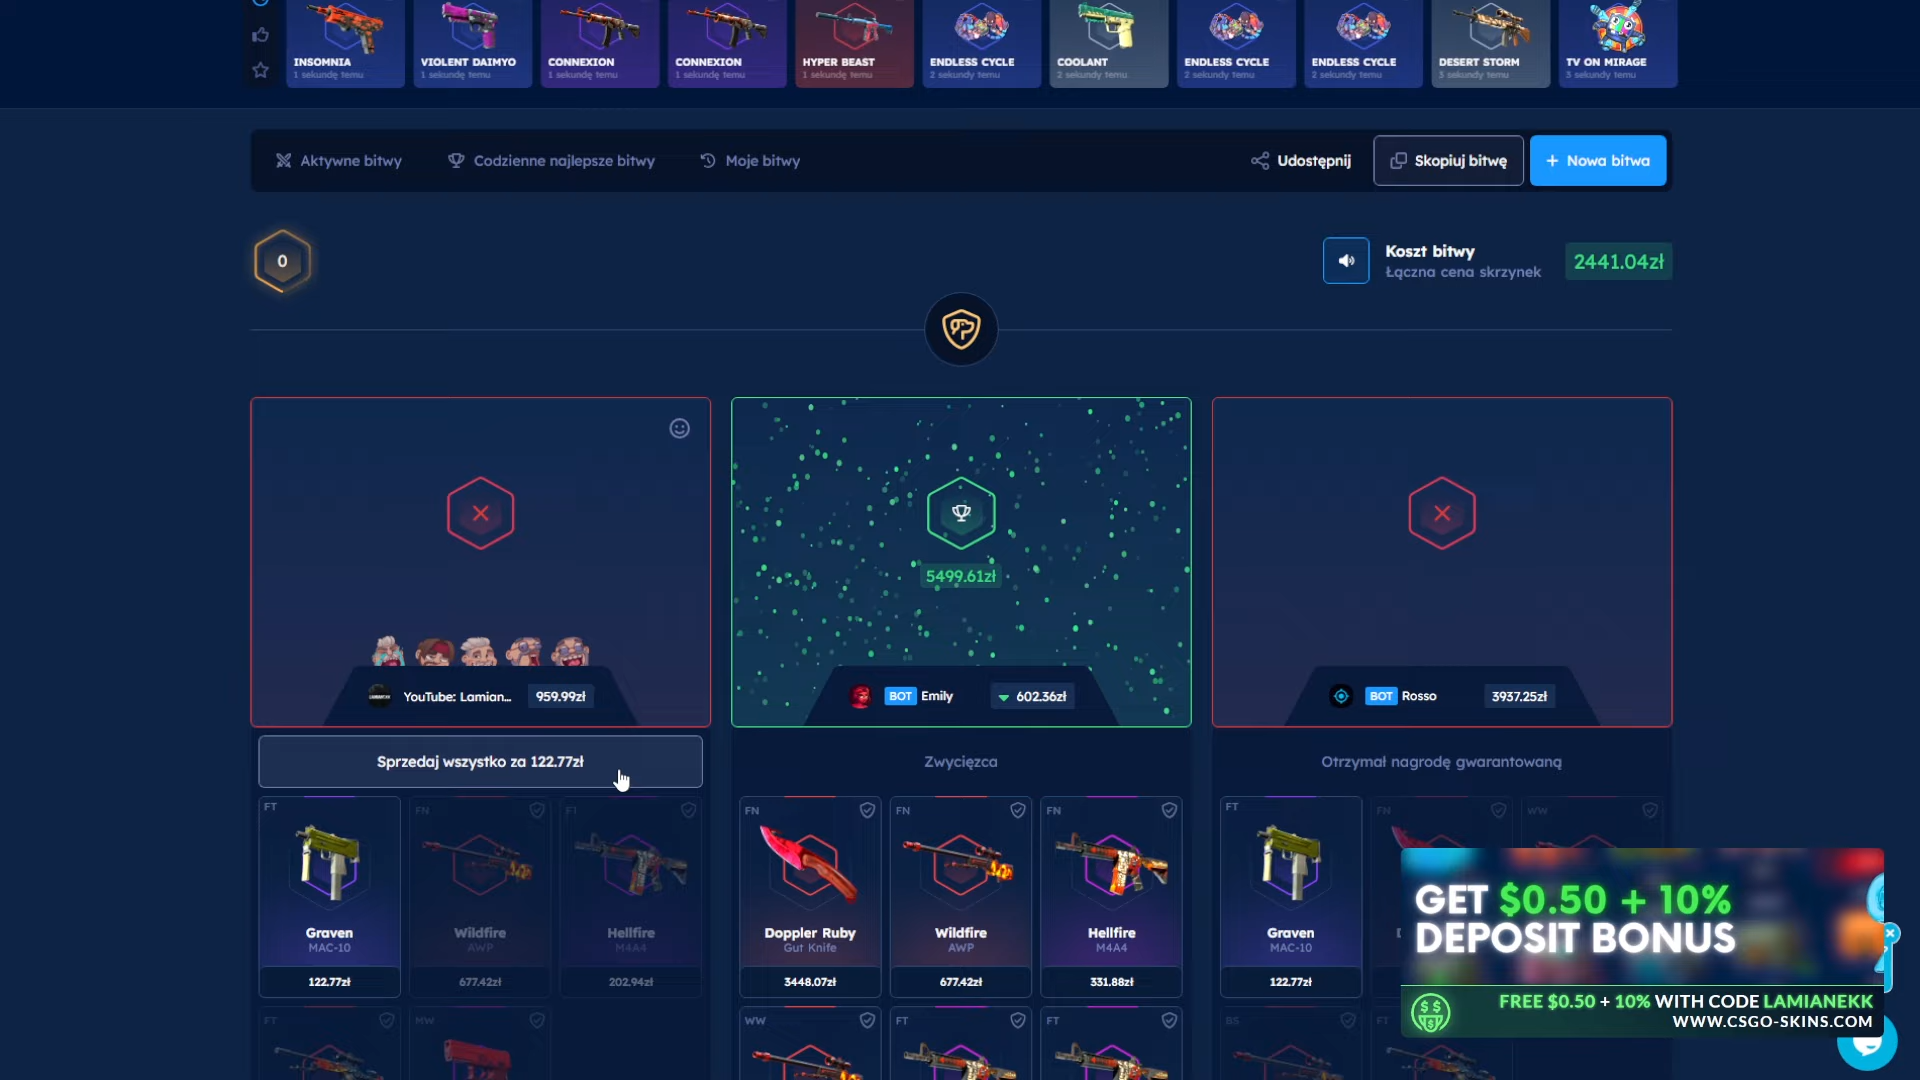 INSOMNIA
1 sekundę temu
VIOLENT DAIMYO
1 sekundę temu
CONNEXION
1 sekundę temu
CONNEXION
1 sekundę temu
HYPER BEAST
1 sekundę temu
ENDLESS CYCLE
2 sekundy temu
COOLANT
2 sekundy temu
ENDLESS CYCLE
2 sekundy temu
ENDLESS CYCLE
2 sekundy temu
DESERT STORM
3 sekundy temu
TV ON MIRAGE
3 sekundy temu
Aktywne bitwy
Codzienne najlepsze bitwy
Moje bitwy
Udostępnij
Skopiuj bitwę
+ Nowa bitwa
0
Koszt bitwy
Łączna cena skrzynek
2441.04zł
5499.61zł
YouTube: Lamian...
959.99zł
BOT Emily
602.36zł
BOT Rosso
3937.25zł
Sprzedaj wszystko za 122.77zł
Zwycięzca
Otrzymał nagrodę gwarantowaną
FT
Graven
MAC-10
122.77zł
FN
Wildfire
AWP
677.42zł
FT
Hellfire
M4A4
202.94zł
FN
Doppler Ruby
Gut Knife
3448.07zł
FN
Wildfire
AWP
677.42zł
FN
Hellfire
M4A4
331.88zł
FT
Graven
MAC-10
122.77zł
FN
WW
FT
MW
WW
FT
FT
BS
FT
GET $0.50 + 10%
DEPOSIT BONUS
FREE $0.50 + 10% WITH CODE LAMIANEKK
WWW.CSGO-SKINS.COM